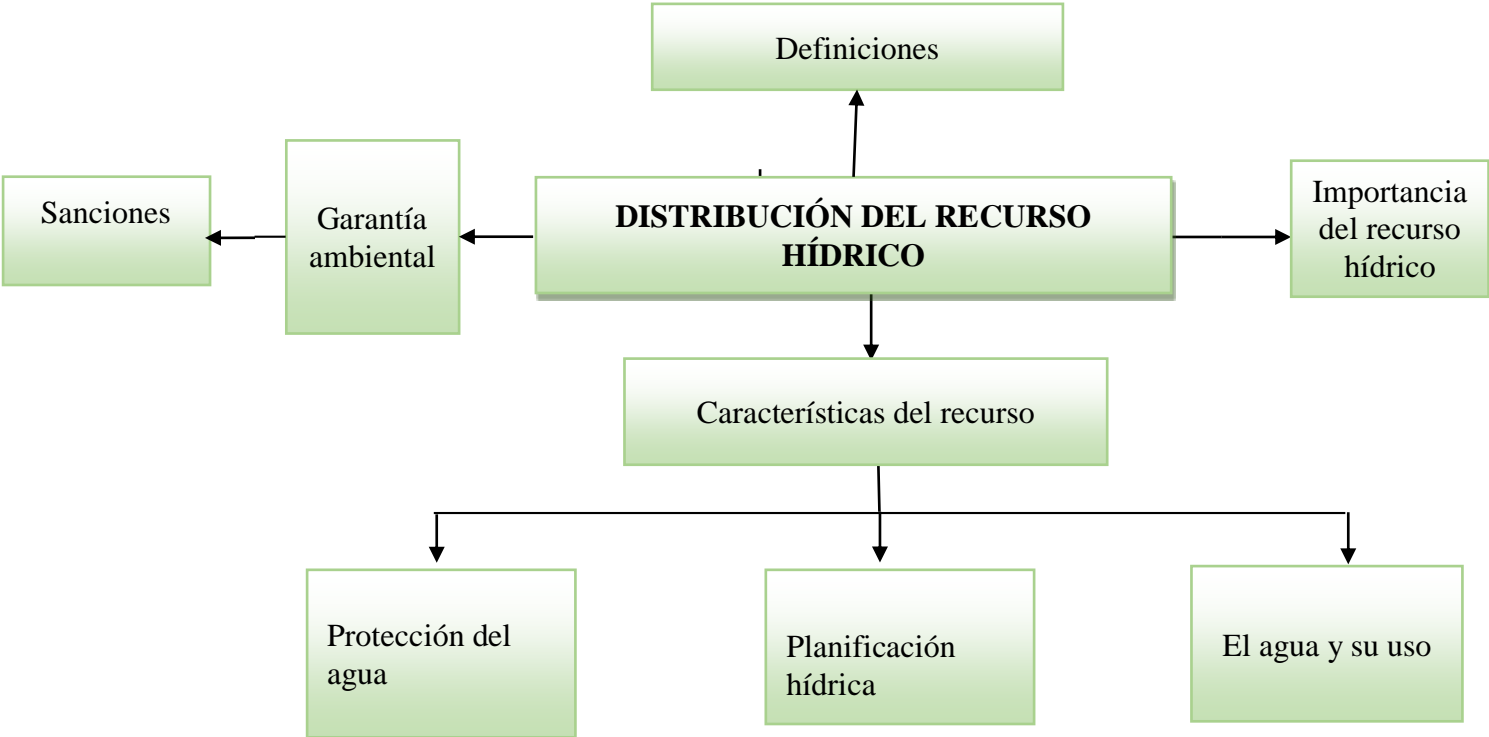 Definiciones
Sanciones
Garantía
ambiental
DISTRIBUCIÓN DEL RECURSO
HÍDRICO
Importancia
del recurso
hídrico
Características del recurso
Protección del
agua
Planificación
hídrica
El agua y su uso